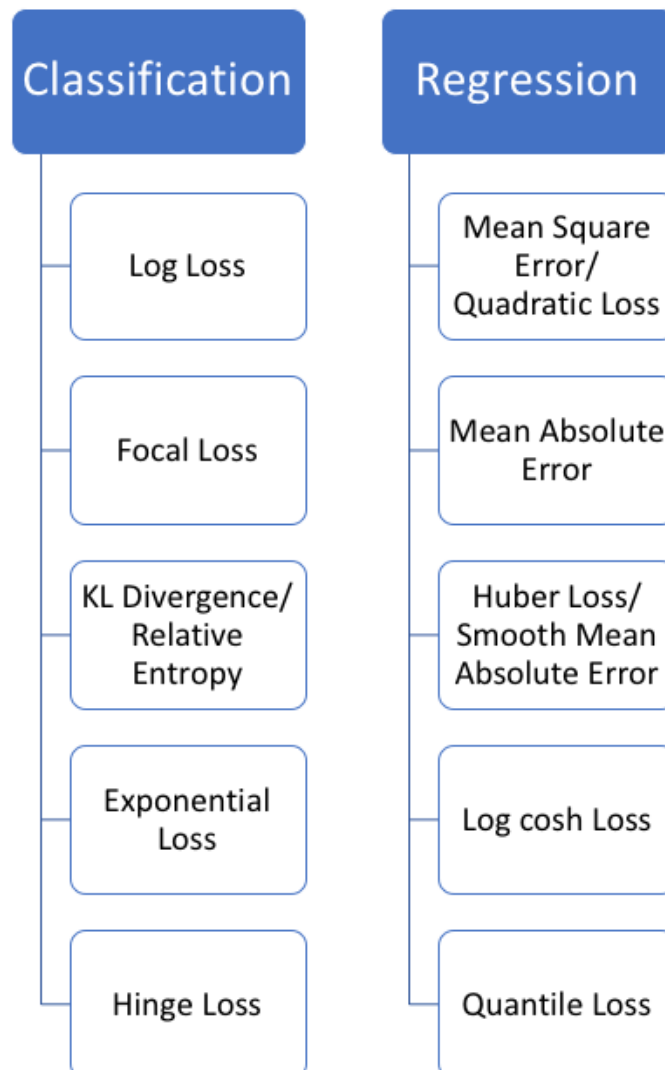 Classification
Log Loss
Focal Loss
KL Divergence/
Relative
Entropy
Exponential
Loss
Hinge Loss
Regression
Mean Square
Error/
Quadratic Loss
Mean Absolute
Error
Huber Loss/
Smooth Mean
Absolute Error
Log cosh Loss
Quantile Loss